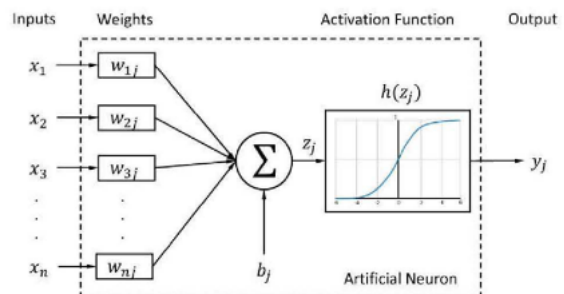 Inputs Weights Activation Function Output
x₁ w₁ⱼ h(zⱼ)
x₂ w₂ⱼ
x₃ w₃ⱼ Σ zⱼ yⱼ
. . .
. . .
. .
xₙ wₙⱼ bⱼ
Artificial Neuron